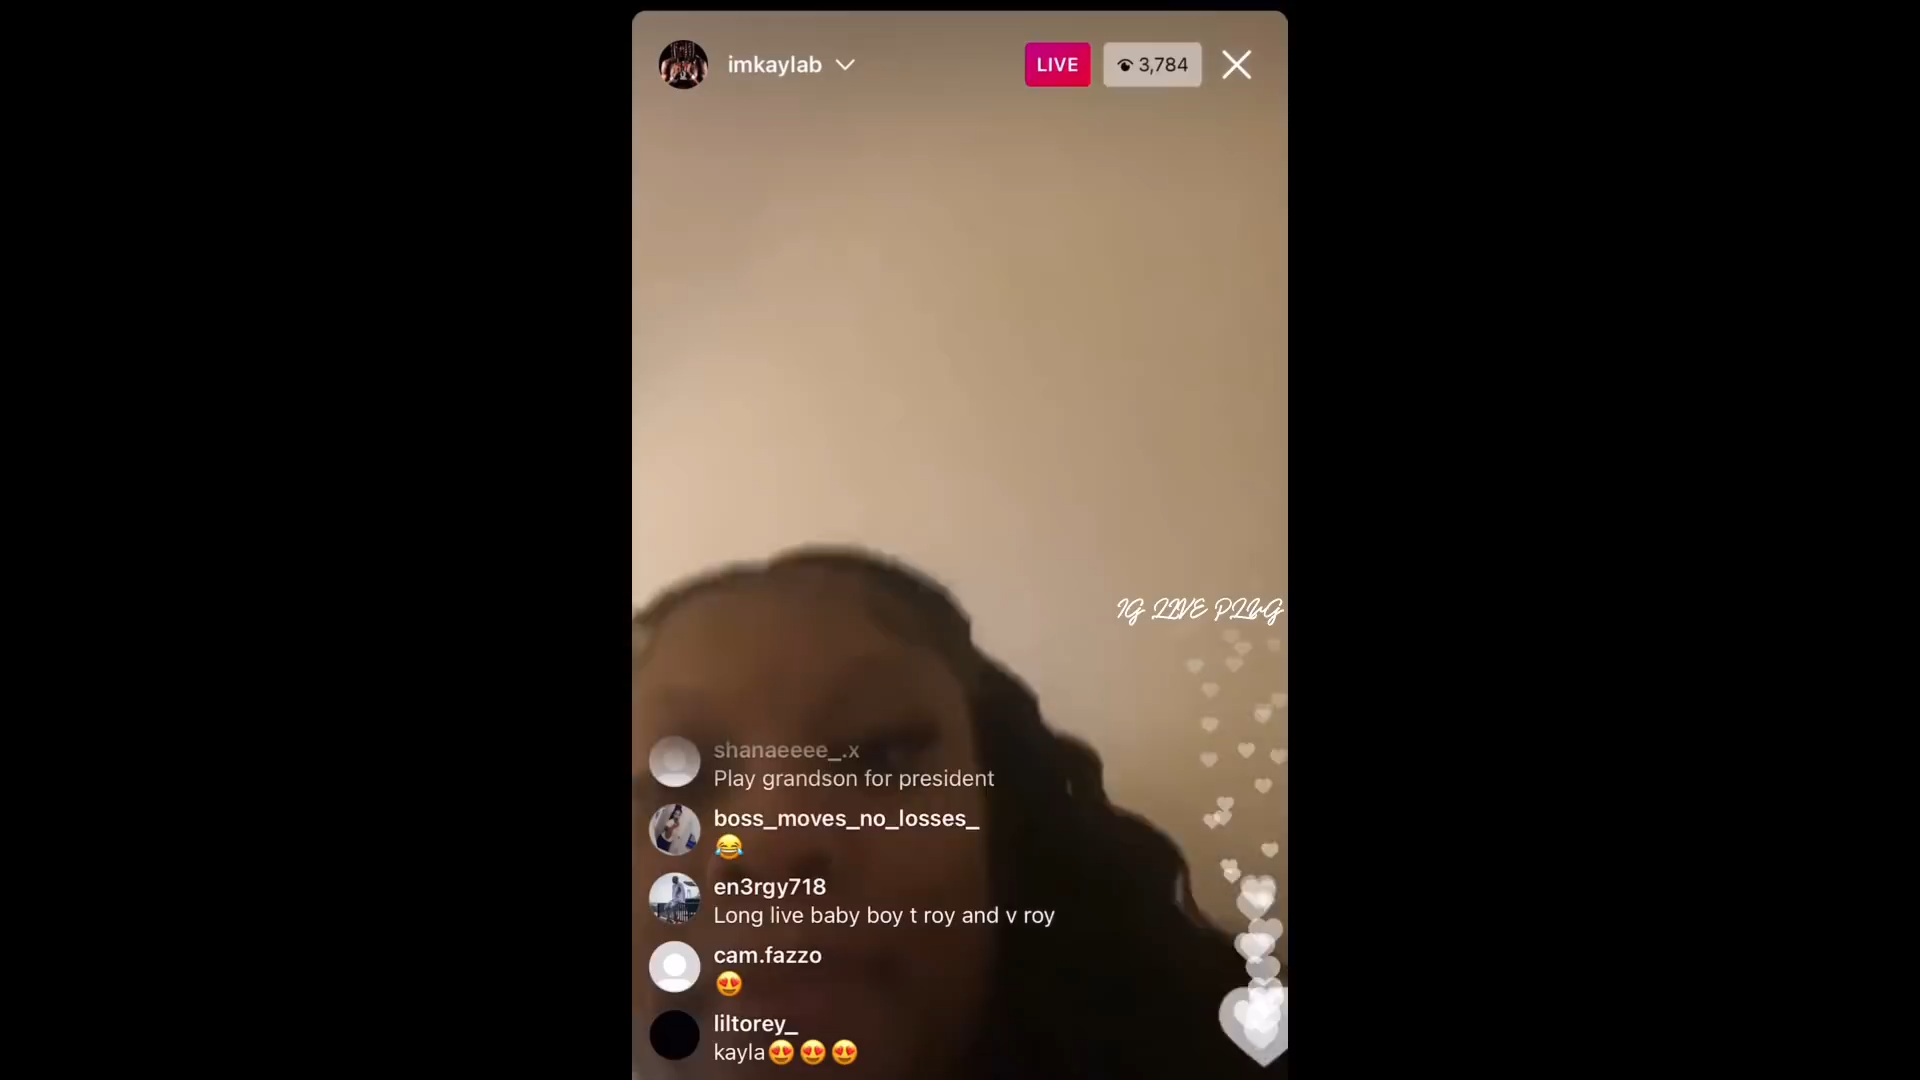 imkaylab
LIVE
3,784
IG LIVE PLUG
shanaeeee_.x
Play grandson for president
boss_moves_no_losses_
😂
en3rgy718
Long live baby boy t roy and v roy
cam.fazzo
😍
liltorey_
kayla😍😍😍